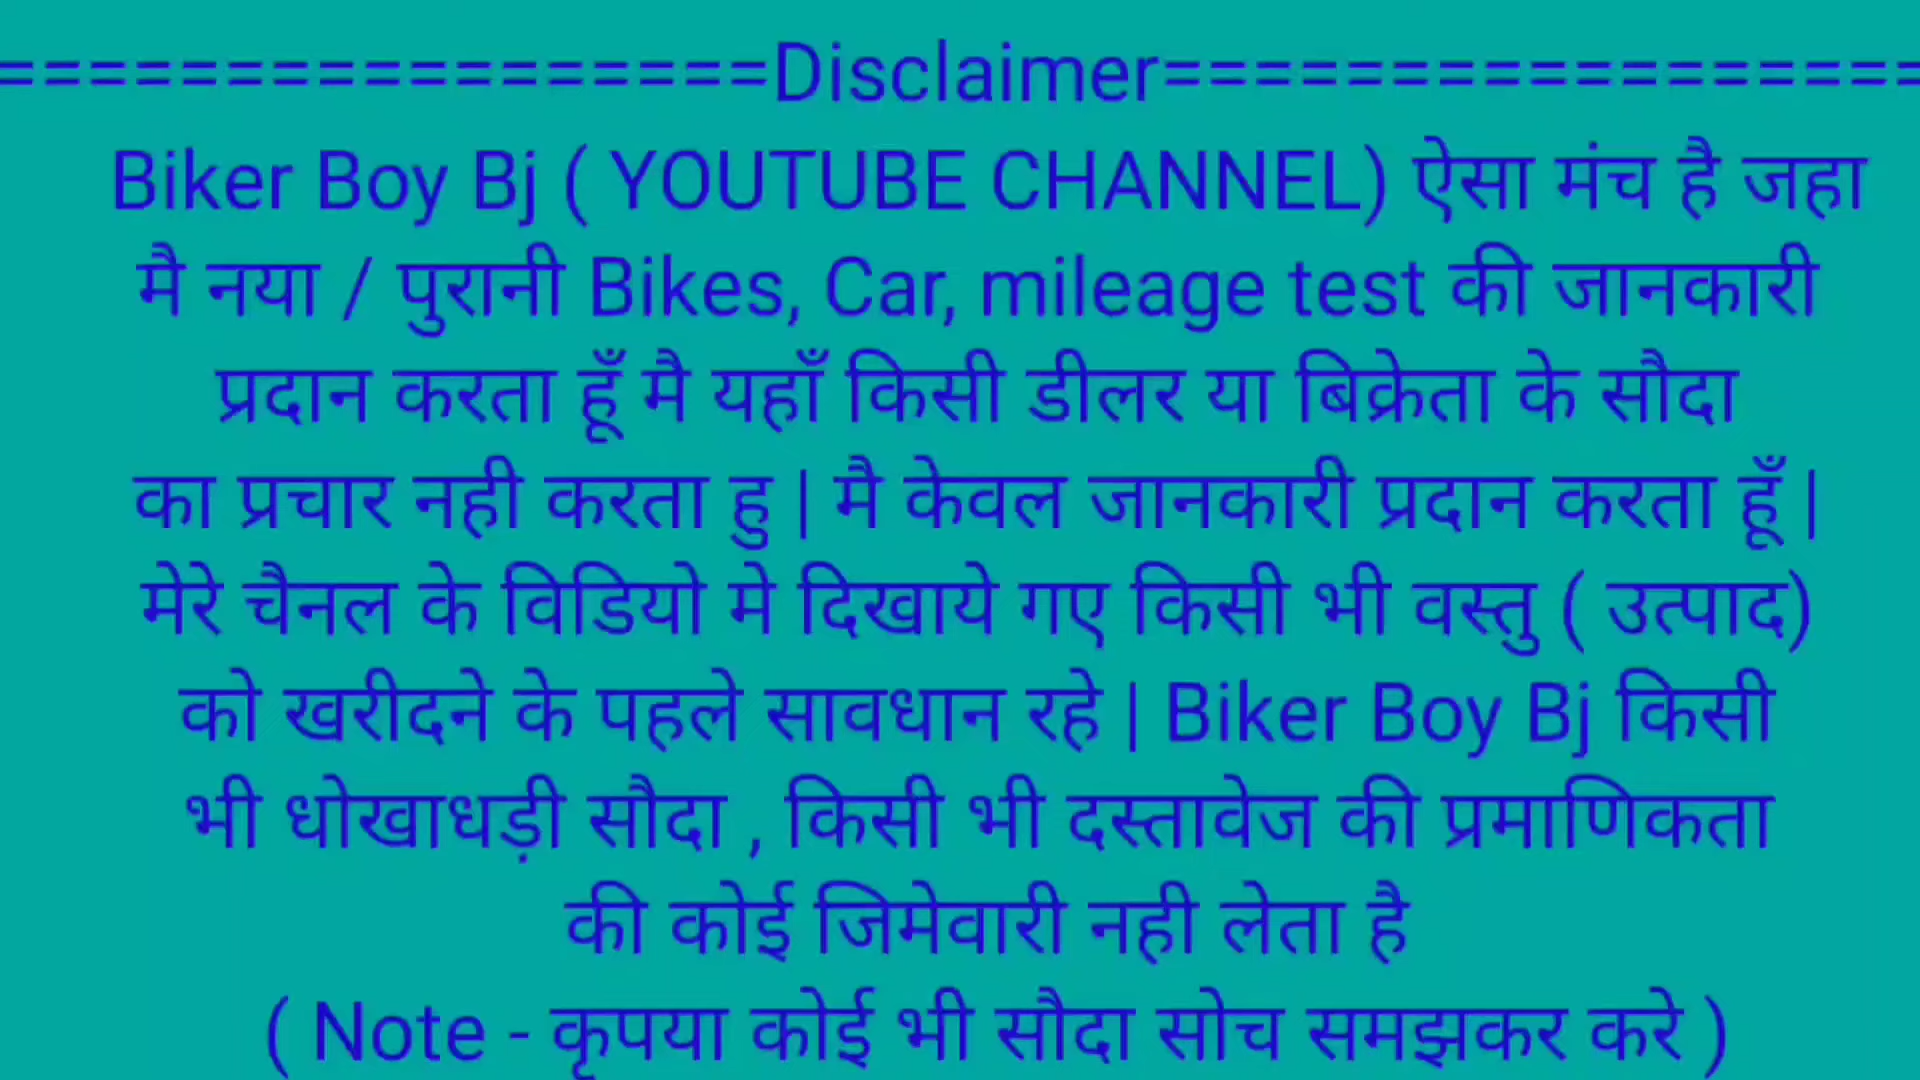 ==================Disclaimer==================
Biker Boy Bj ( YOUTUBE CHANNEL) ऐसा मंच है जहा
मै नया / पुरानी Bikes, Car, mileage test की जानकारी
प्रदान करता हूँ मै यहाँ किसी डीलर या बिक्रेता के सौदा
का प्रचार नही करता हु | मै केवल जानकारी प्रदान करता हूँ |
मेरे चैनल के विडियो मे दिखाये गए किसी भी वस्तु ( उत्पाद)
को खरीदने के पहले सावधान रहे | Biker Boy Bj किसी
भी धोखाधड़ी सौदा , किसी भी दस्तावेज की प्रमाणिकता
की कोई जिमेवारी नही लेता है
( Note - कृपया कोई भी सौदा सोच समझकर करे )